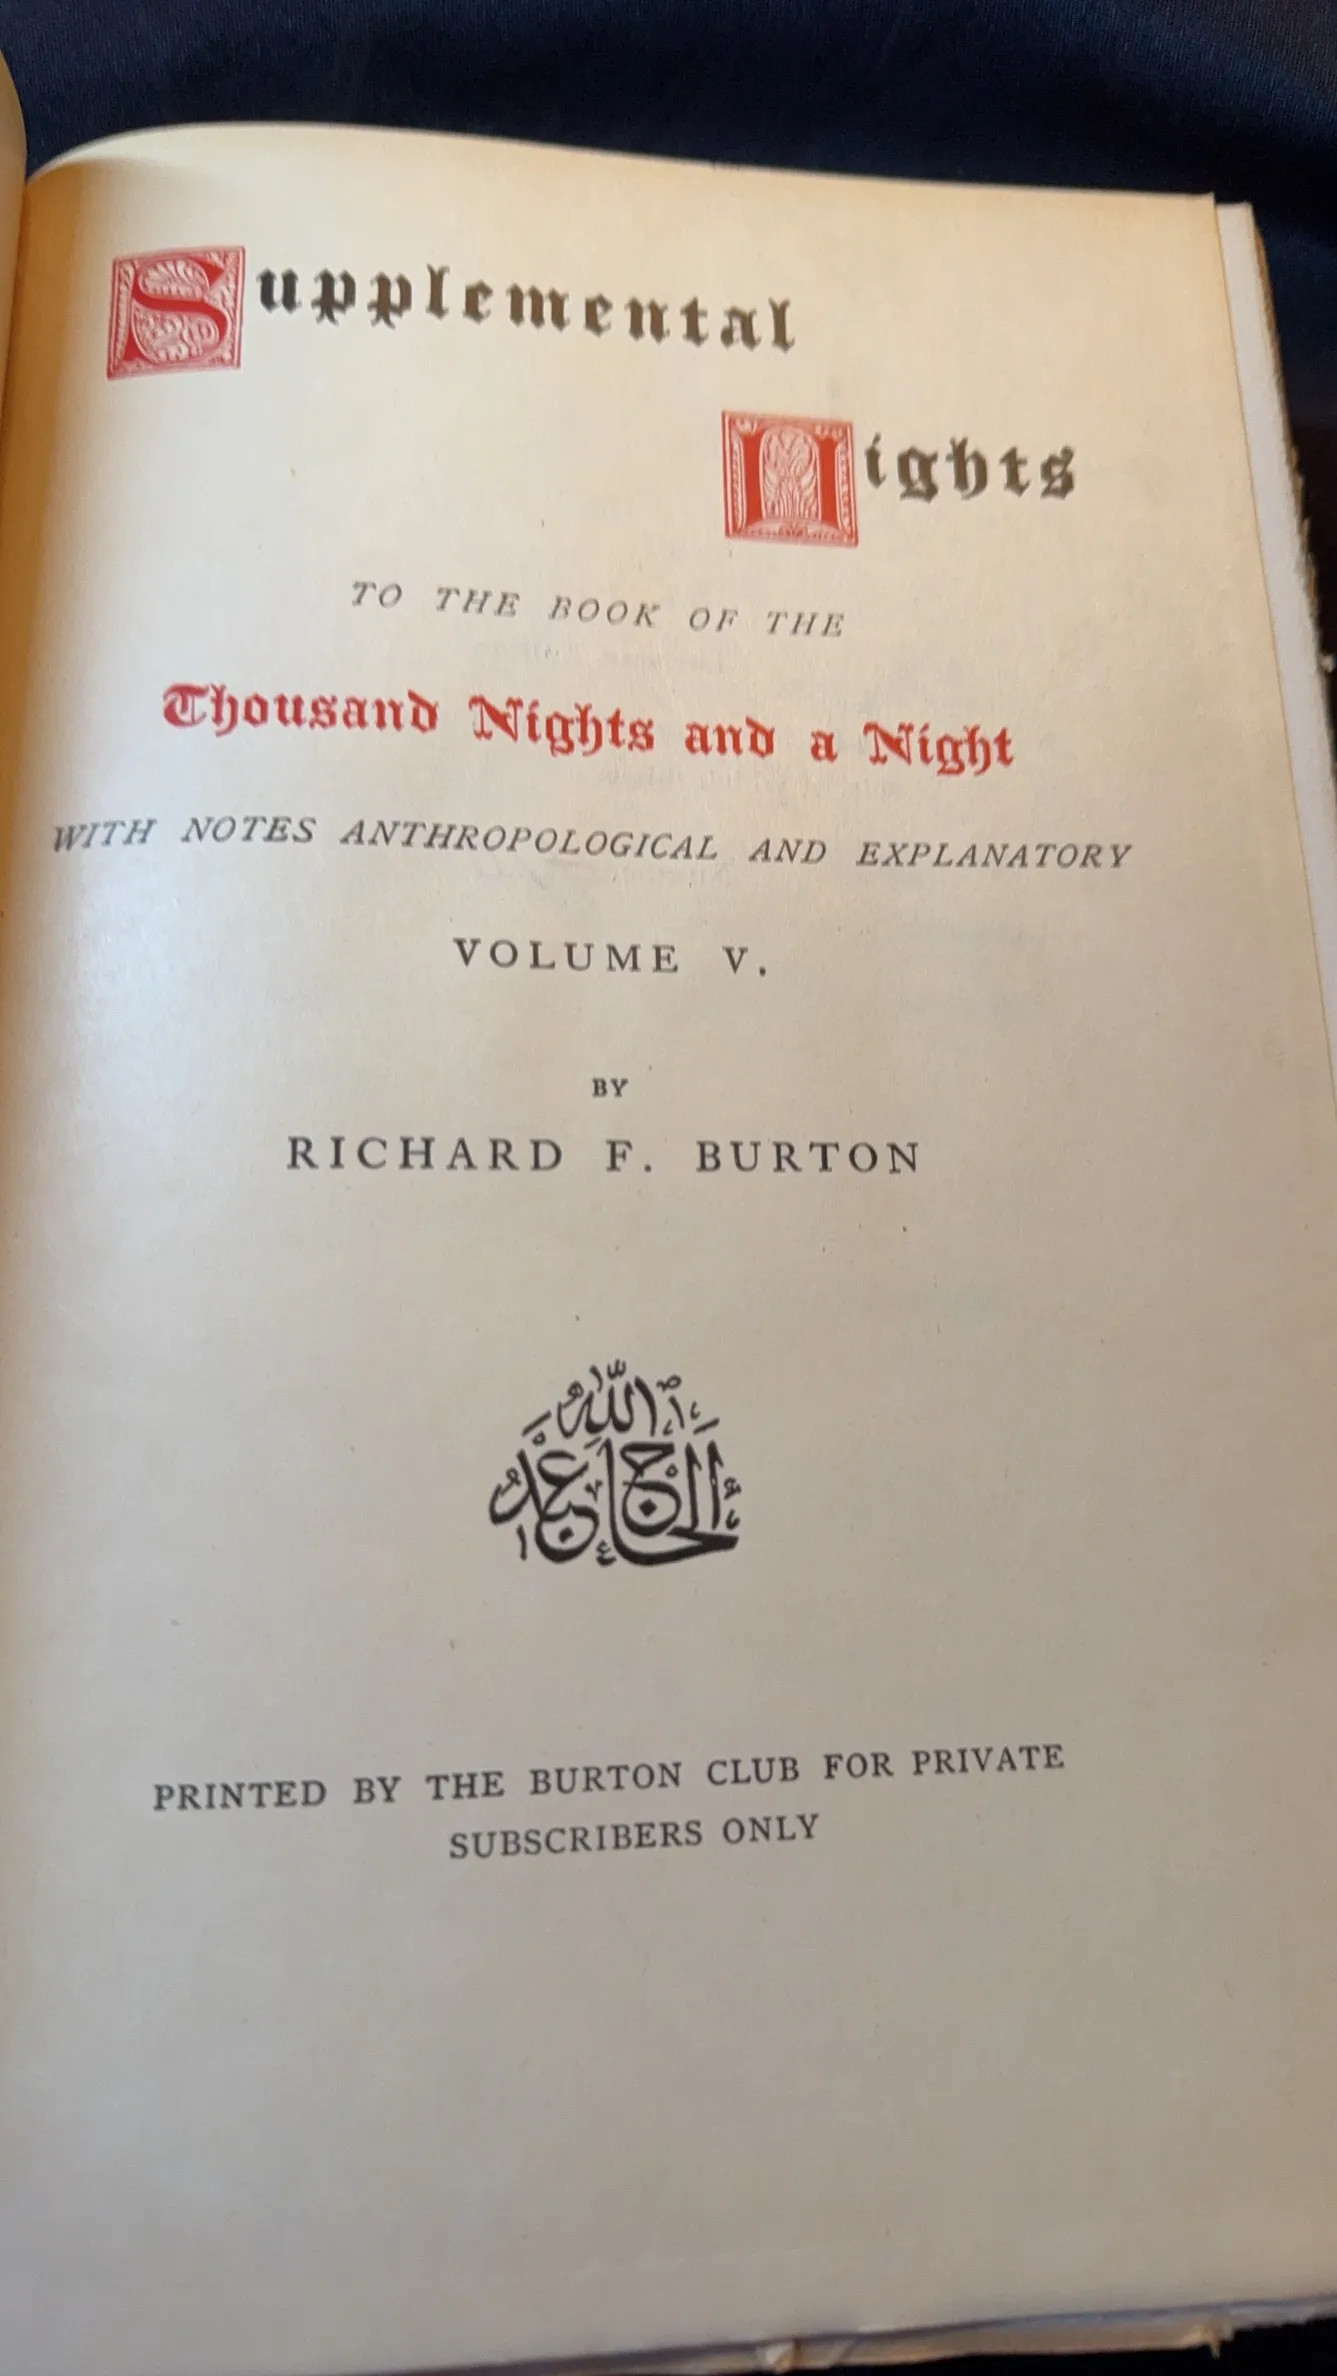 Supplemental
Nights
TO THE BOOK OF THE
Thousand Nights and a Night
WITH NOTES ANTHROPOLOGICAL AND EXPLANATORY
VOLUME V.
BY
RICHARD F. BURTON
الحاج عبد الله
PRINTED BY THE BURTON CLUB FOR PRIVATE
SUBSCRIBERS ONLY